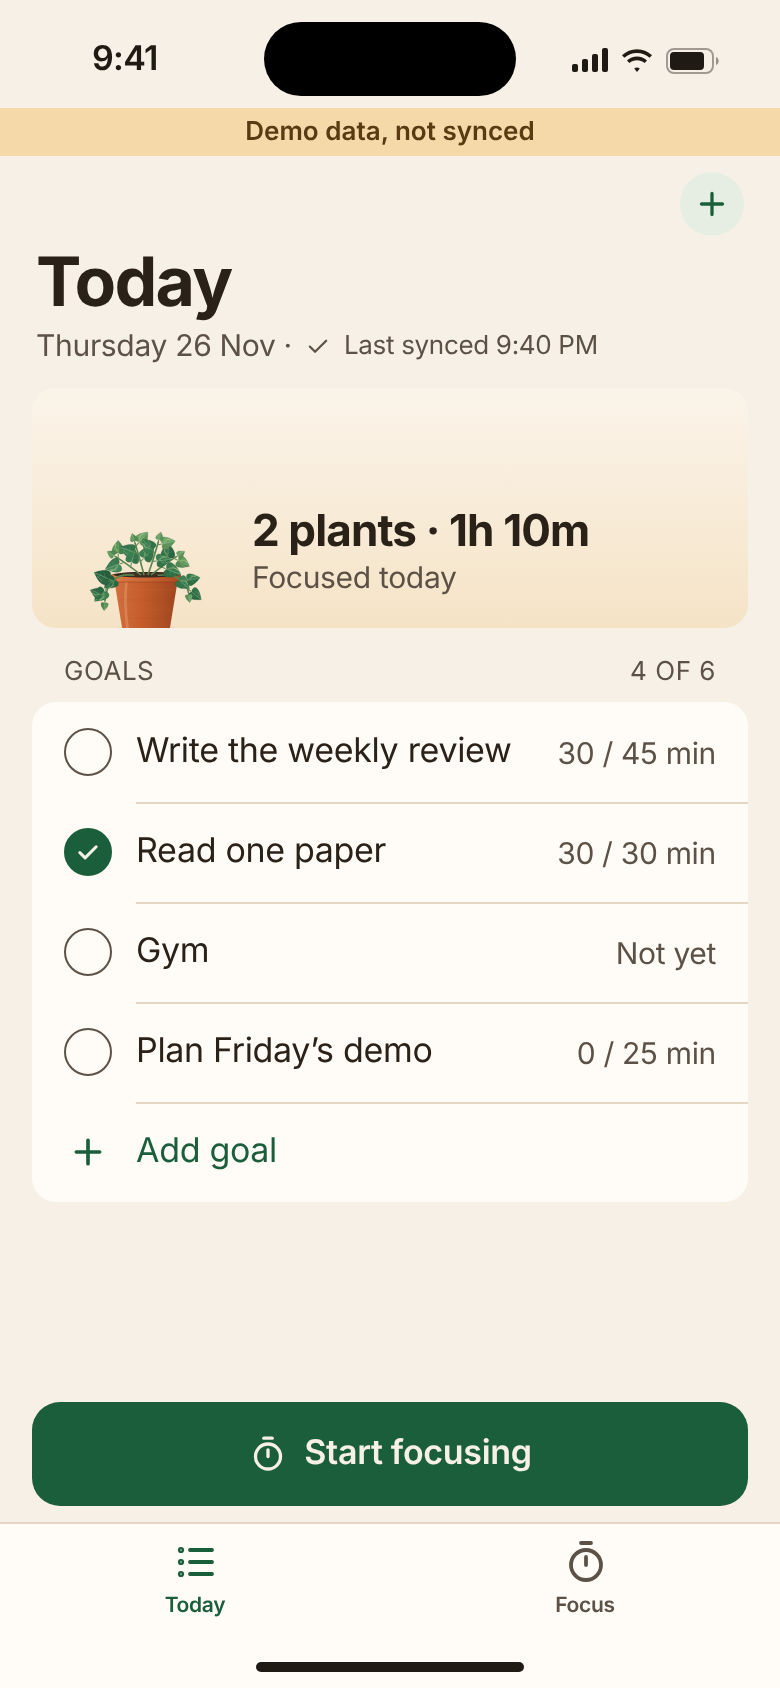 9:41
Demo data, not synced
Today
Thursday 26 Nov · Last synced 9:40 PM
2 plants · 1h 10m
Focused today
GOALS 4 OF 6
Write the weekly review 30 / 45 min
Read one paper 30 / 30 min
Gym Not yet
Plan Friday’s demo 0 / 25 min
Add goal
Start focusing
Today Focus